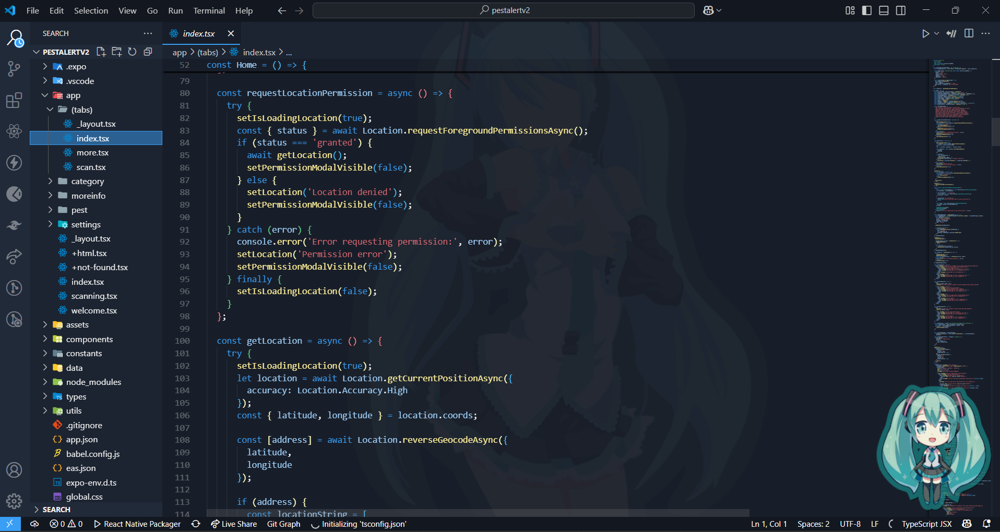 File Edit Selection View Go Run Terminal Help
pestalertv2
SEARCH
PESTALERTV2
.expo
.vscode
app
(tabs)
_layout.tsx
index.tsx
more.tsx
scan.tsx
category
moreinfo
pest
settings
_layout.tsx
+html.tsx
+not-found.tsx
index.tsx
scanning.tsx
welcome.tsx
assets
components
constants
data
node_modules
types
utils
.gitignore
app.json
babel.config.js
eas.json
expo-env.d.ts
global.css
SEARCH
index.tsx
app > (tabs) > index.tsx > ...
52 const Home = () => {
79
80 const requestLocationPermission = async () => {
81 try {
82 setIsLoadingLocation(true);
83 const { status } = await Location.requestForegroundPermissionsAsync();
84 if (status === 'granted') {
85 await getLocation();
86 setPermissionModalVisible(false);
87 } else {
88 setLocation('Location denied');
89 setPermissionModalVisible(false);
90 }
91 } catch (error) {
92 console.error('Error requesting permission:', error);
93 setLocation('Permission error');
94 setPermissionModalVisible(false);
95 } finally {
96 setIsLoadingLocation(false);
97 }
98 };
99
100 const getLocation = async () => {
101 try {
102 setIsLoadingLocation(true);
103 let location = await Location.getCurrentPositionAsync({
104 accuracy: Location.Accuracy.High
105 });
106 const { latitude, longitude } = location.coords;
107
108 const [address] = await Location.reverseGeocodeAsync({
109 latitude,
110 longitude
111 });
112
113 if (address) {
114 const locationString = [
0 0 React Native Packager Live Share Git Graph Initializing 'tsconfig.json' Ln 1, Col 1 Spaces: 2 UTF-8 LF TypeScript JSX